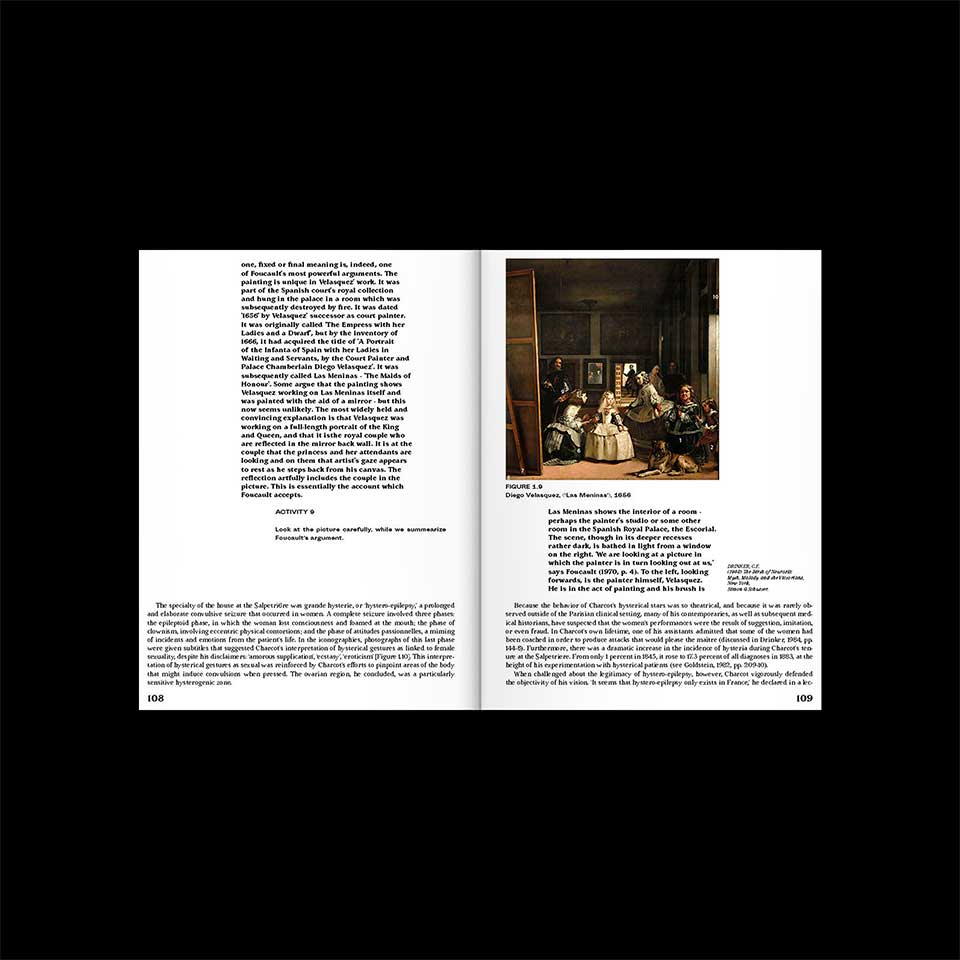 one, fixed or final meaning is, indeed, one
of Foucault's most powerful arguments. The
painting is unique in Velasquez' work. It was
part of the Spanish court's royal collection
and hung in the palace in a room which was
subsequently destroyed by fire. It was dated
'1656' by Velasquez' successor as court painter.
It was originally called 'The Empress with her
Ladies and a Dwarf', but by the inventory of
1666, it had acquired the title of 'A Portrait
of the Infanta of Spain with her Ladies in
Waiting and Servants, by the Court Painter and
Palace Chamberlain Diego Velasquez'. It was
subsequently called Las Meninas - 'The Maids of
Honour'. Some argue that the painting shows
Velasquez working on Las Meninas itself and
was painted with the aid of a mirror - but this
now seems unlikely. The most widely held and
convincing explanation is that Velasquez was
working on a full-length portrait of the King
and Queen, and that it isthe royal couple who
are reflected in the mirror back wall. It is at the
couple that the princess and her attendants are
looking and on them that artist's gaze appears
to rest as he steps back from his canvas. The
reflection artfully includes the couple in the
picture. This is essentially the account which
Foucault accepts.
ACTIVITY 9
Look at the picture carefully, while we summearize
Foucault's argument.
The specialty of the house at the Salpetrière was grande hysterie, or 'hystero-epilepsy,' a prolonged
and elaborate convulsive seizure that occurred in women. A complete seizure involved three phases:
the epileptoid phase, in which the woman lost consciousness and foamed at the mouth; the phase of
clownism, involving eccentric physical contortions; and the phase of attitudes passionnelles, a miming
of incidents and emotions from the patient's life. In the iconographies, photographs of this last phase
were given subtitles that suggested Charcot's interpretation of hysterical gestures as linked to female
sexuality, despite his disclaimers: 'amorous supplication', 'ecstasy', 'eroticism' [Figure 1.10]. This interpre-
tation of hysterical gestures as sexual was reinforced by Charcot's efforts to pinpoint areas of the body
that might induce convulsions when pressed. The ovarian region, he concluded, was a particularly
sensitive hysterogenic zone.
108
10
2
FIGURE 1.9
Diego Velasquez, ('Las Meninas'), 1656
Las Meninas shows the interior of a room -
perhaps the painter's studio or some other
room in the Spanish Royal Palace, the Escorial.
The scene, though in its deeper recesses
rather dark, is bathed in light from a window
on the right. 'We are looking at a picture in
which the painter is in turn looking out at us,'
says Foucault (1970, p. 4). To the left, looking
forwards, is the painter himself, Velasquez.
He is in the act of painting and his brush is
DRINKER, C.F.
New York,
Simon & Schuster.
Because the behavior of Charcot's hysterical stars was so theatrical, and because it was rarely ob-
served outside of the Parisian clinical setting, many of his contemporaries, as well as subsequent med-
ical historians, have suspected that the women's performances were the result of suggestion, imitation,
or even fraud. In Charcot's own lifetime, one of his assistants admitted that some of the women had
been coached in order to produce attacks that would please the maitre (discussed in Drinker, 1984, pp.
144-8). Furthermore, there was a dramatic increase in the incidence of hysteria during Charcot's ten-
ure at the Salpetriere. From only 1 percent in 1845, it rose to 17.3 percent of all diagnoses in 1883, at the
height of his experimentation with hysterical patients (see Goldstein, 1982, pp. 209-10).
When challenged about the legitimacy of hystero-epilepsy, however, Charcot vigorously defended
the objectivity of his vision. 'It seems that hystero-epilepsy only exists in France,' he declared in a lec-
109